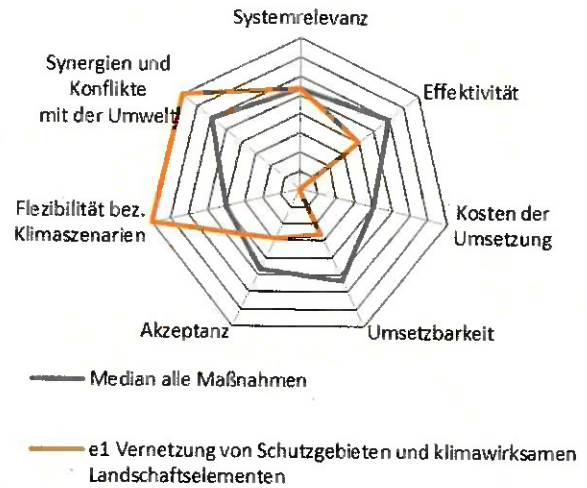 Systemrelevanz
Synergien und
Konflikte
mit der Umwelt
Effektivität
Flezibilität bez.
Klimaszenarien
Kosten der
Umsetzung
Akzeptanz
Umsetzbarkeit
Median alle Maßnahmen
e1 Vernetzung von Schutzgebieten und klimawirksamen
Landschaftselementen